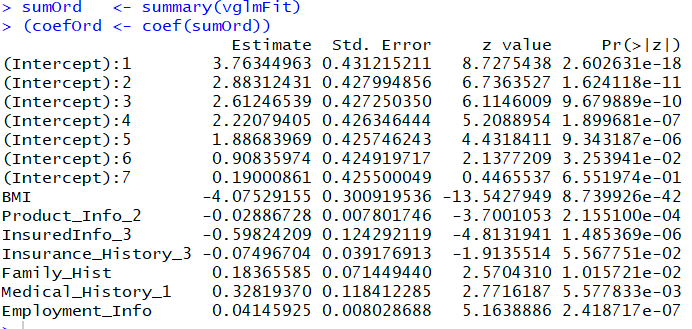 > sumOrd   <- summary(vglmFit)
> (coefOrd <- coef(sumOrd))
                       Estimate  Std. Error     z value     Pr(>|z|)
(Intercept):1        3.76344963 0.431215211   8.7275438 2.602631e-18
(Intercept):2        2.88312431 0.427994856   6.7363527 1.624118e-11
(Intercept):3        2.61246539 0.427250350   6.1146009 9.679889e-10
(Intercept):4        2.22079405 0.426346444   5.2088954 1.899681e-07
(Intercept):5        1.88683969 0.425746243   4.4318411 9.343187e-06
(Intercept):6        0.90835974 0.424919717   2.1377209 3.253941e-02
(Intercept):7        0.19000861 0.425500049   0.4465537 6.551974e-01
BMI                 -4.07529155 0.300919536 -13.5427949 8.739926e-42
Product_Info_2      -0.02886728 0.007801746  -3.7001053 2.155100e-04
InsuredInfo_3       -0.59824209 0.124292119  -4.8131941 1.485369e-06
Insurance_History_3 -0.07496704 0.039176913  -1.9135514 5.567751e-02
Family_Hist          0.18365585 0.071449440   2.5704310 1.015721e-02
Medical_History_1    0.32819370 0.118412285   2.7716187 5.577833e-03
Employment_Info      0.04145925 0.008028688   5.1638886 2.418717e-07
>